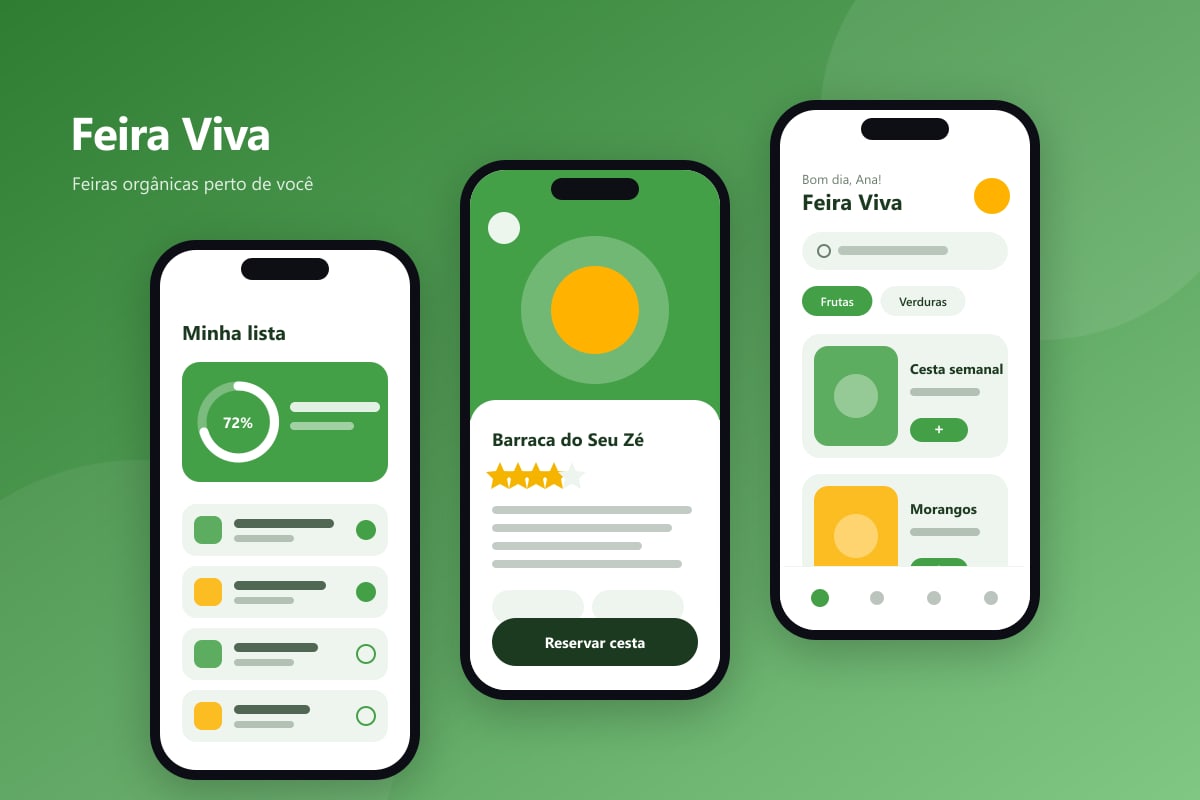 Feira Viva
Feiras orgânicas perto de você
Minha lista
72%
Barraca do Seu Zé
Reservar cesta
Bom dia, Ana!
Feira Viva
Frutas
Verduras
Cesta semanal
+
Morangos